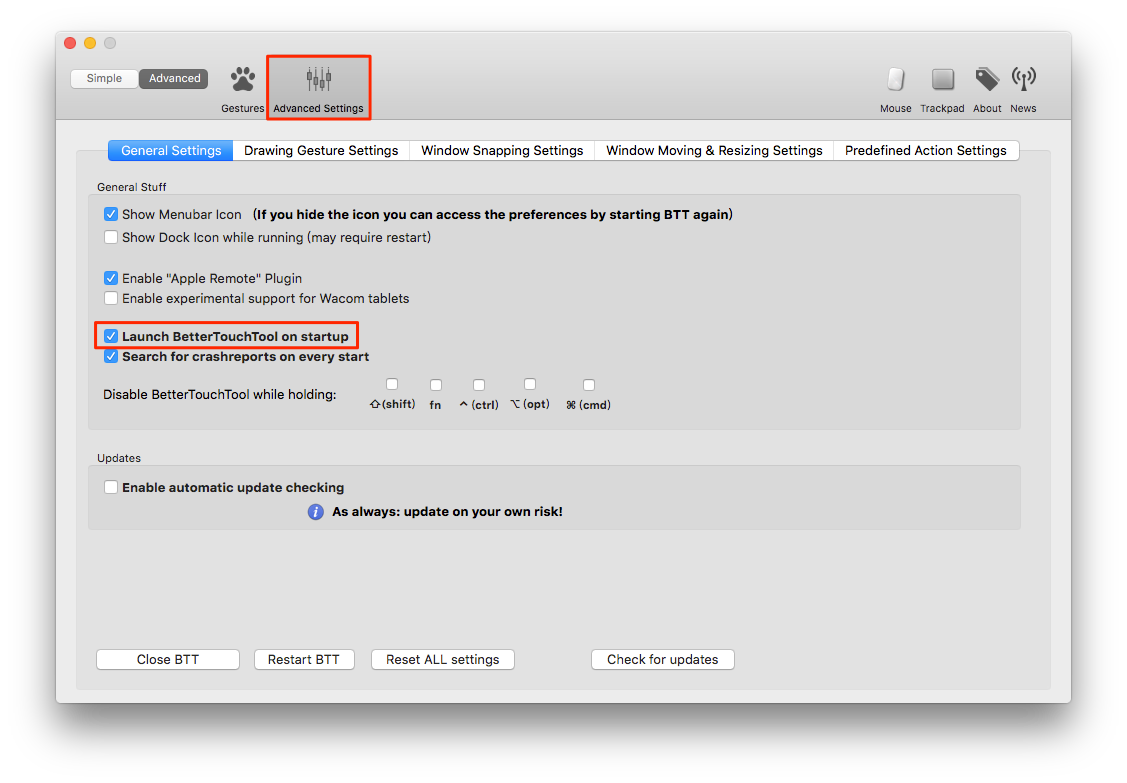 Simple Advanced
Gestures Advanced Settings Mouse Trackpad About News
General Settings Drawing Gesture Settings Window Snapping Settings Window Moving & Resizing Settings Predefined Action Settings
General Stuff
Show Menubar Icon (If you hide the icon you can access the preferences by starting BTT again)
Show Dock Icon while running (may require restart)
Enable "Apple Remote" Plugin
Enable experimental support for Wacom tablets
Launch BetterTouchTool on startup
Search for crashreports on every start
Disable BetterTouchTool while holding:
⇧(shift) fn ^ (ctrl) ⌥ (opt) ⌘ (cmd)
Updates
Enable automatic update checking
i As always: update on your own risk!
Close BTT Restart BTT Reset ALL settings Check for updates